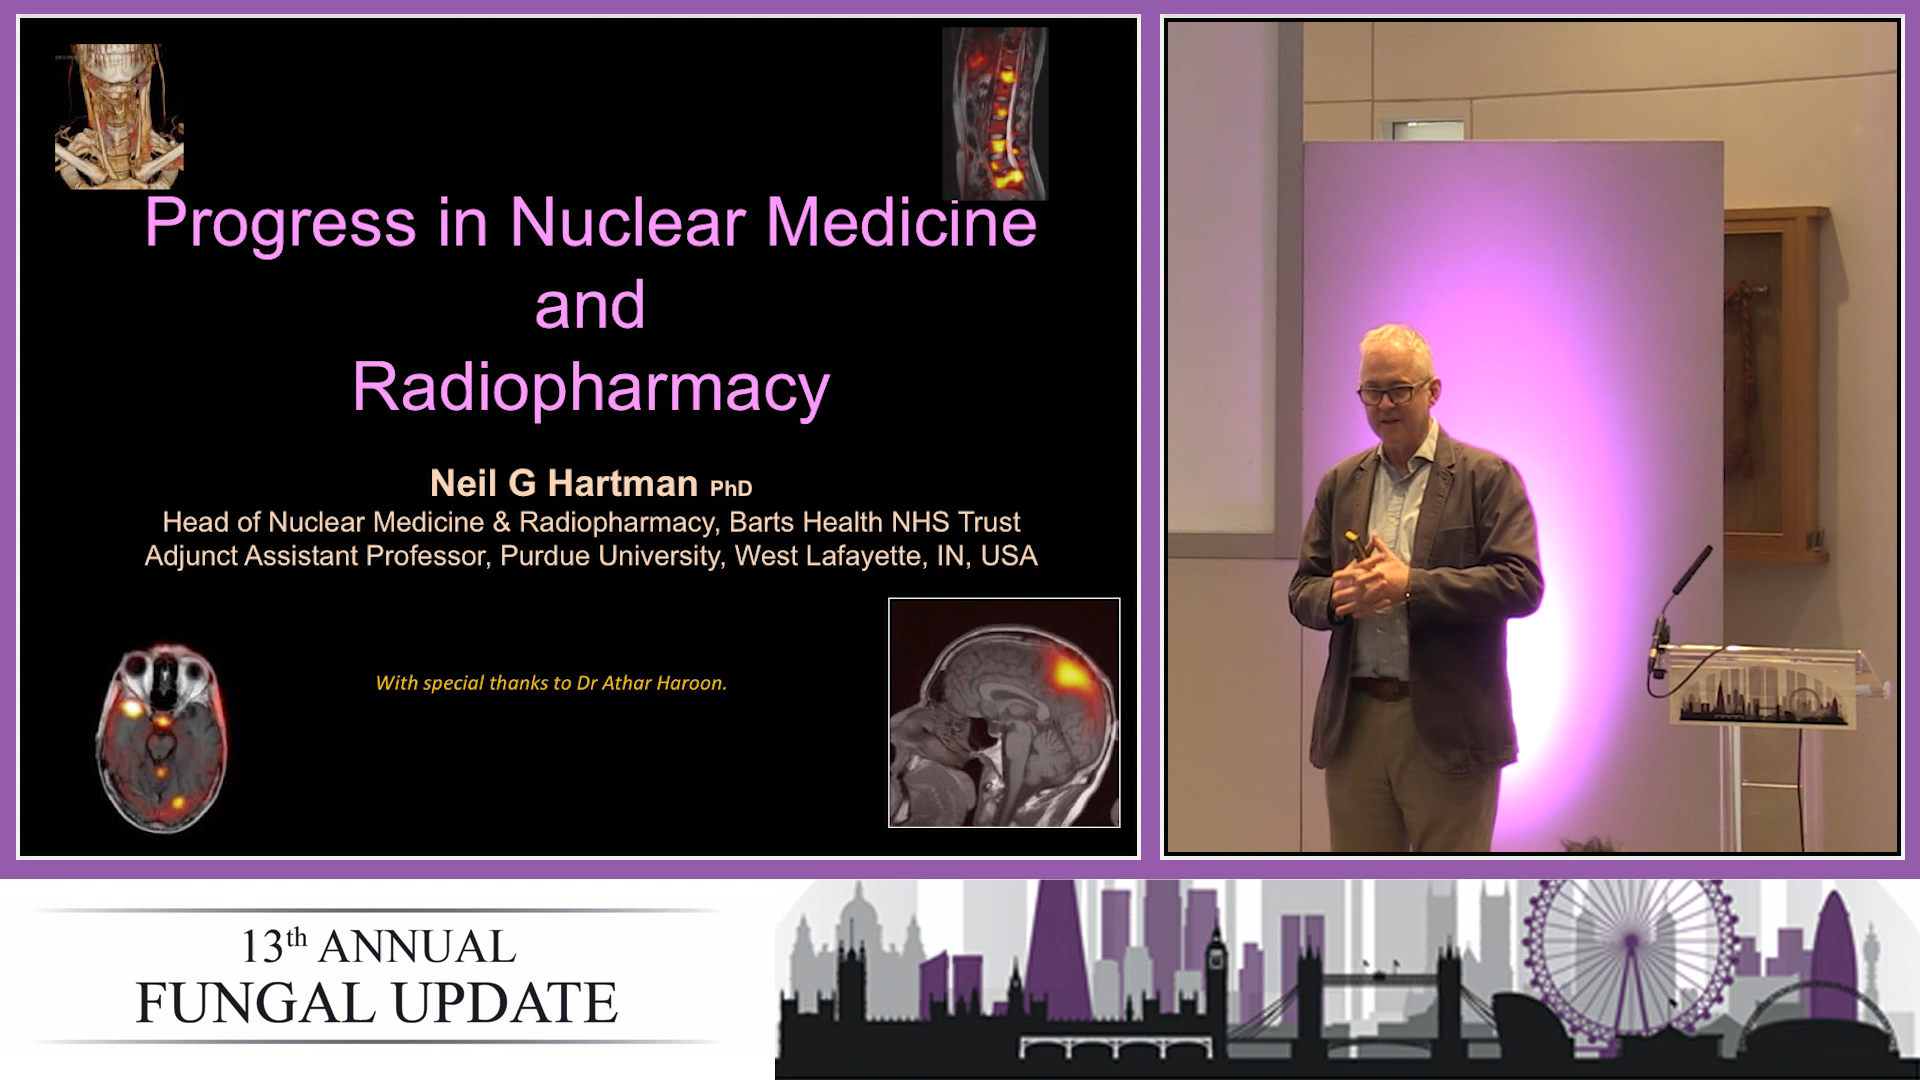 Progress in Nuclear Medicine
and
Radiopharmacy
Neil G Hartman PhD
Head of Nuclear Medicine & Radiopharmacy, Barts Health NHS Trust
Adjunct Assistant Professor, Purdue University, West Lafayette, IN, USA
With special thanks to Dr Athar Haroon.
13th ANNUAL
FUNGAL UPDATE